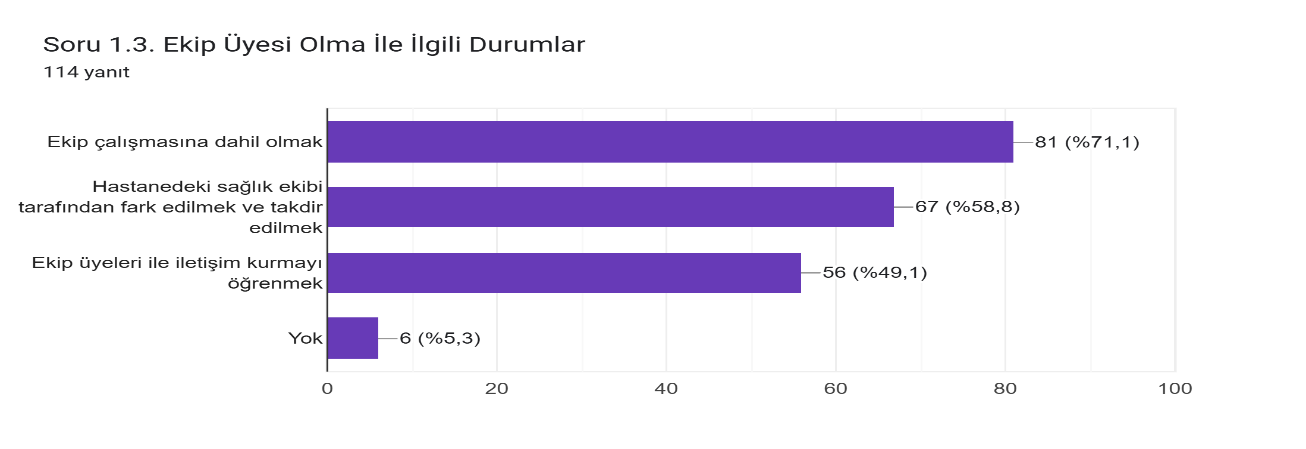 Soru 1.3. Ekip Üyesi Olma İle İlgili Durumlar
114 yanıt
Ekip çalışmasına dahil olmak
81 (%71,1)
Hastanedeki sağlık ekibi
tarafından fark edilmek ve takdir
edilmek
67 (%58,8)
Ekip üyeleri ile iletişim kurmayı
öğrenmek
56 (%49,1)
Yok
6 (%5,3)
0 20 40 60 80 100